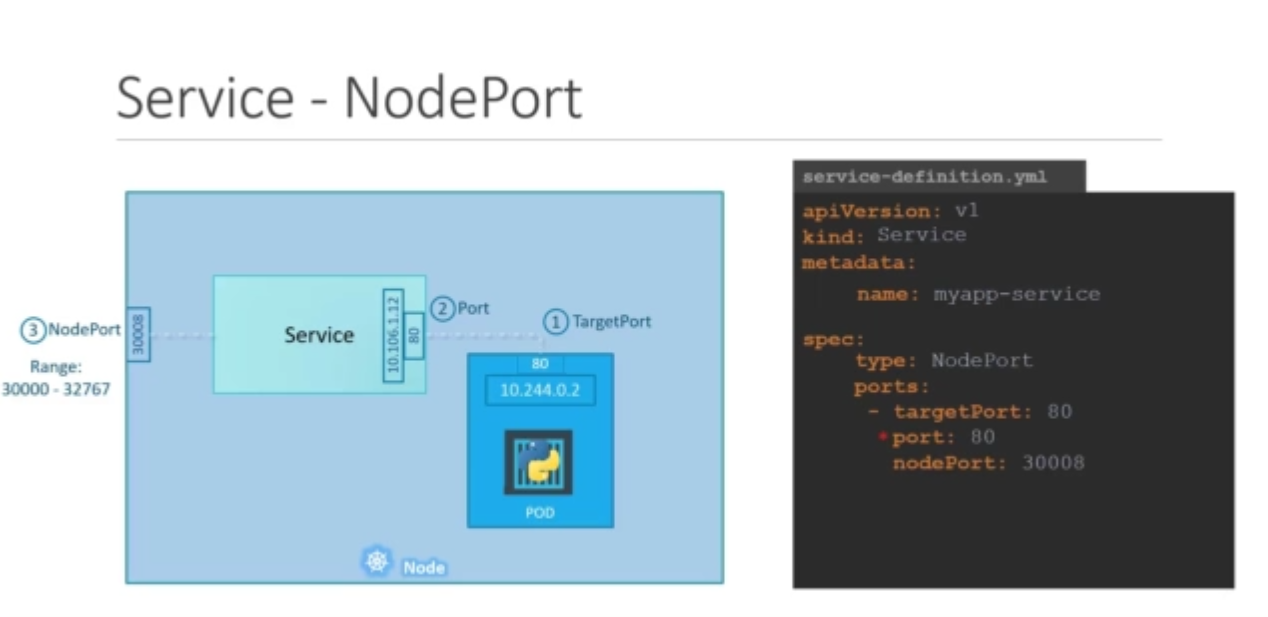 Service - NodePort
3 NodePort
Range:
30000 - 32767
30008
Service
10.106.1.12
80
2 Port
1 TargetPort
80
10.244.0.2
POD
Node
service-definition.yml
apiVersion: v1
kind: Service
metadata:
name: myapp-service
spec:
type: NodePort
ports:
- targetPort: 80
*port: 80
nodePort: 30008